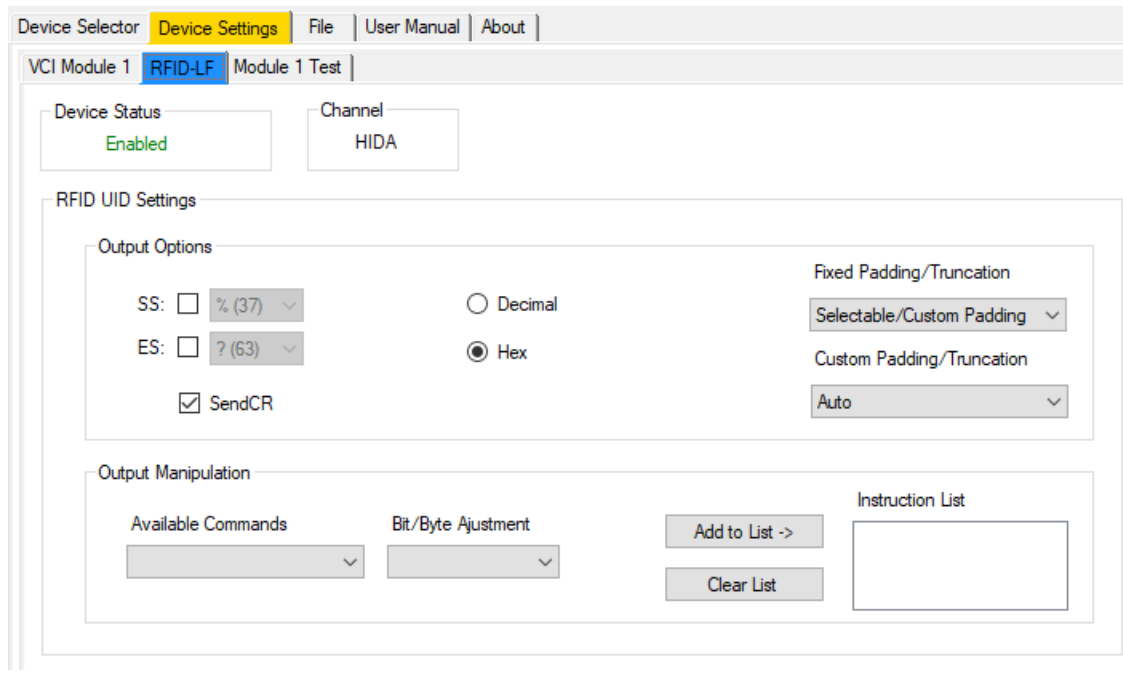 Device Selector Device Settings File User Manual About
VCI Module 1 RFID-LF Module 1 Test
Device Status
Enabled
Channel
HIDA
RFID UID Settings
Output Options
SS: % (37)
ES: ? (63)
SendCR
Decimal
Hex
Fixed Padding/Truncation
Selectable/Custom Padding
Custom Padding/Truncation
Auto
Output Manipulation
Available Commands
Bit/Byte Ajustment
Add to List ->
Clear List
Instruction List